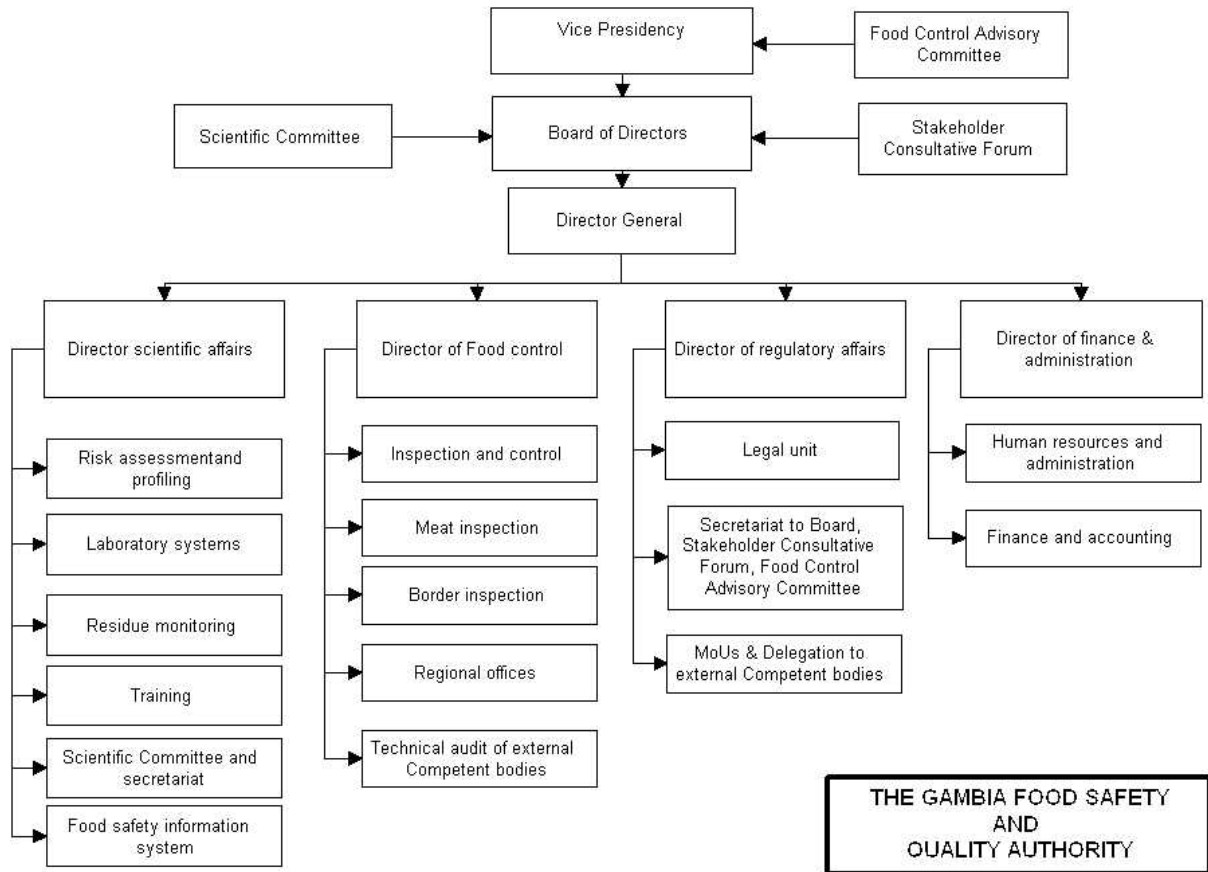 Vice Presidency
Food Control Advisory
Committee
Scientific Committee
Board of Directors
Stakeholder
Consultative Forum
Director General
Director scientific affairs
Director of Food control
Director of regulatory affairs
Director of finance &
administration
Risk assessmentand
profiling
Laboratory systems
Residue monitoring
Training
Scientific Committee and
secretariat
Food safety information
system
Inspection and control
Meat inspection
Border inspection
Regional offices
Technical audit of external
Competent bodies
Legal unit
Secretariat to Board,
Stakeholder Consultative
Forum, Food Control
Advisory Committee
MoUs & Delegation to
external Competent bodies
Human resources and
administration
Finance and accounting
THE GAMBIA FOOD SAFETY
AND
QUALITY AUTHORITY